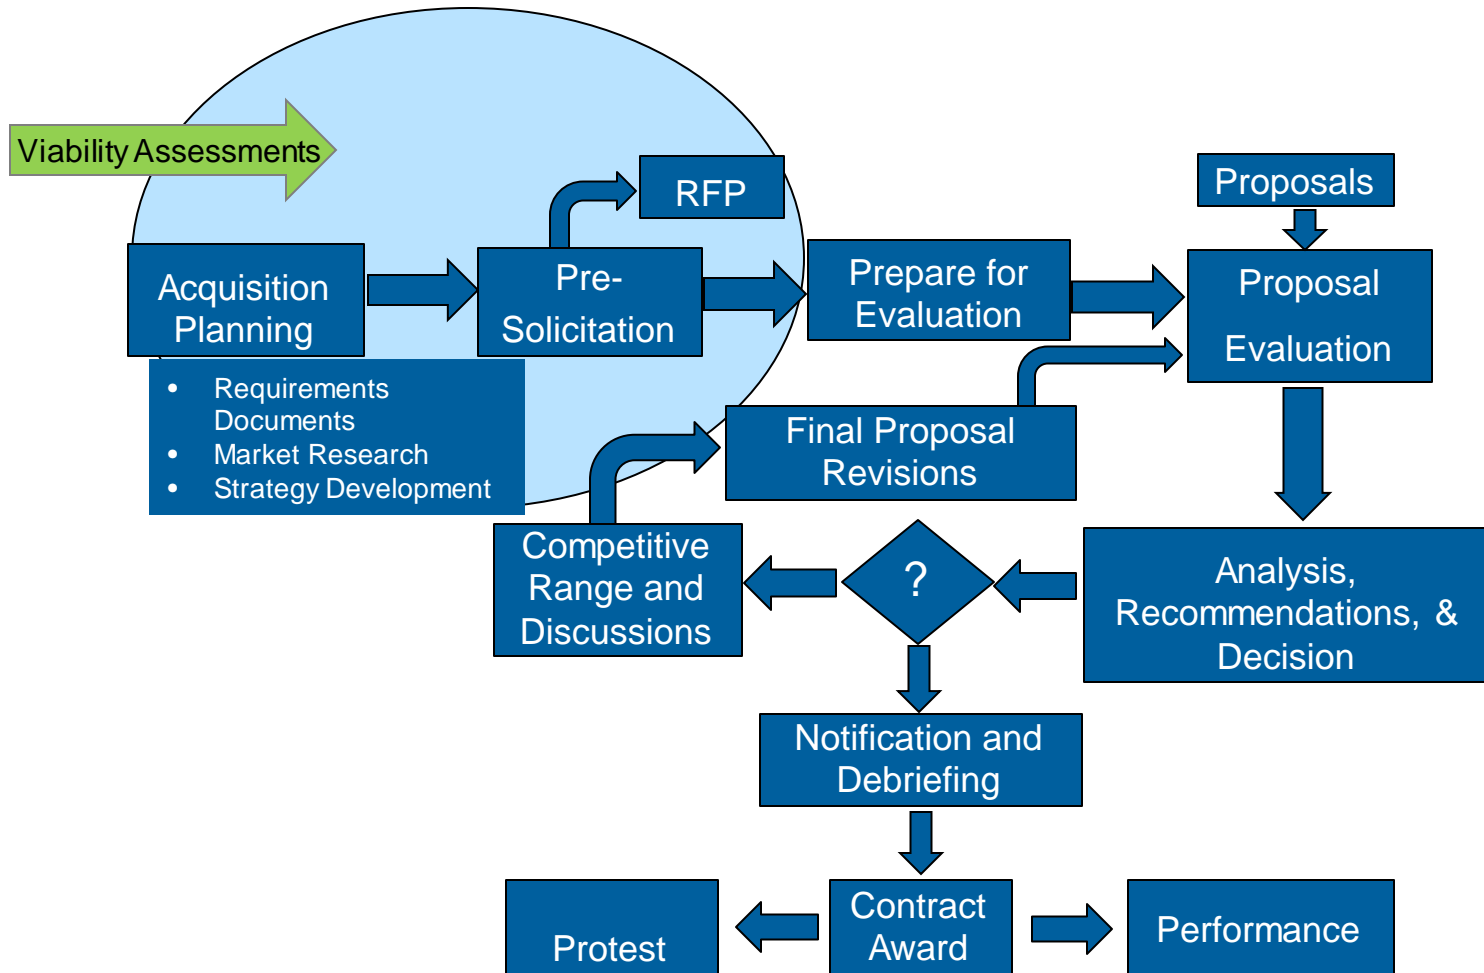 Viability Assessments
RFP
Proposals
Acquisition
Planning
Pre-
Solicitation
Prepare for
Evaluation
Proposal
Evaluation
• Requirements
Documents
• Market Research
• Strategy Development
Final Proposal
Revisions
Competitive
Range and
Discussions
?
Analysis,
Recommendations, &
Decision
Notification and
Debriefing
Protest
Contract
Award
Performance